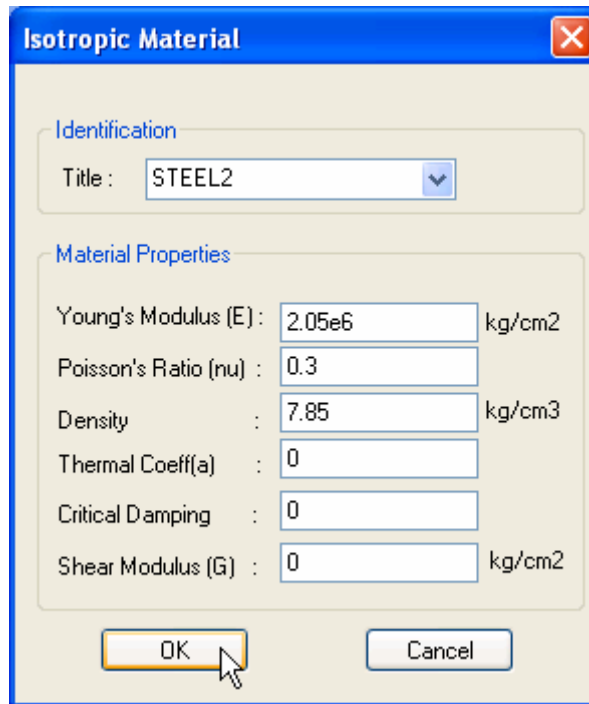 Isotropic Material
Identification
Title : STEEL2
Material Properties
Young's Modulus (E) : 2.05e6 kg/cm2
Poisson's Ratio (nu) : 0.3
Density : 7.85 kg/cm3
Thermal Coeff(a) : 0
Critical Damping : 0
Shear Modulus (G) : 0 kg/cm2
OK Cancel